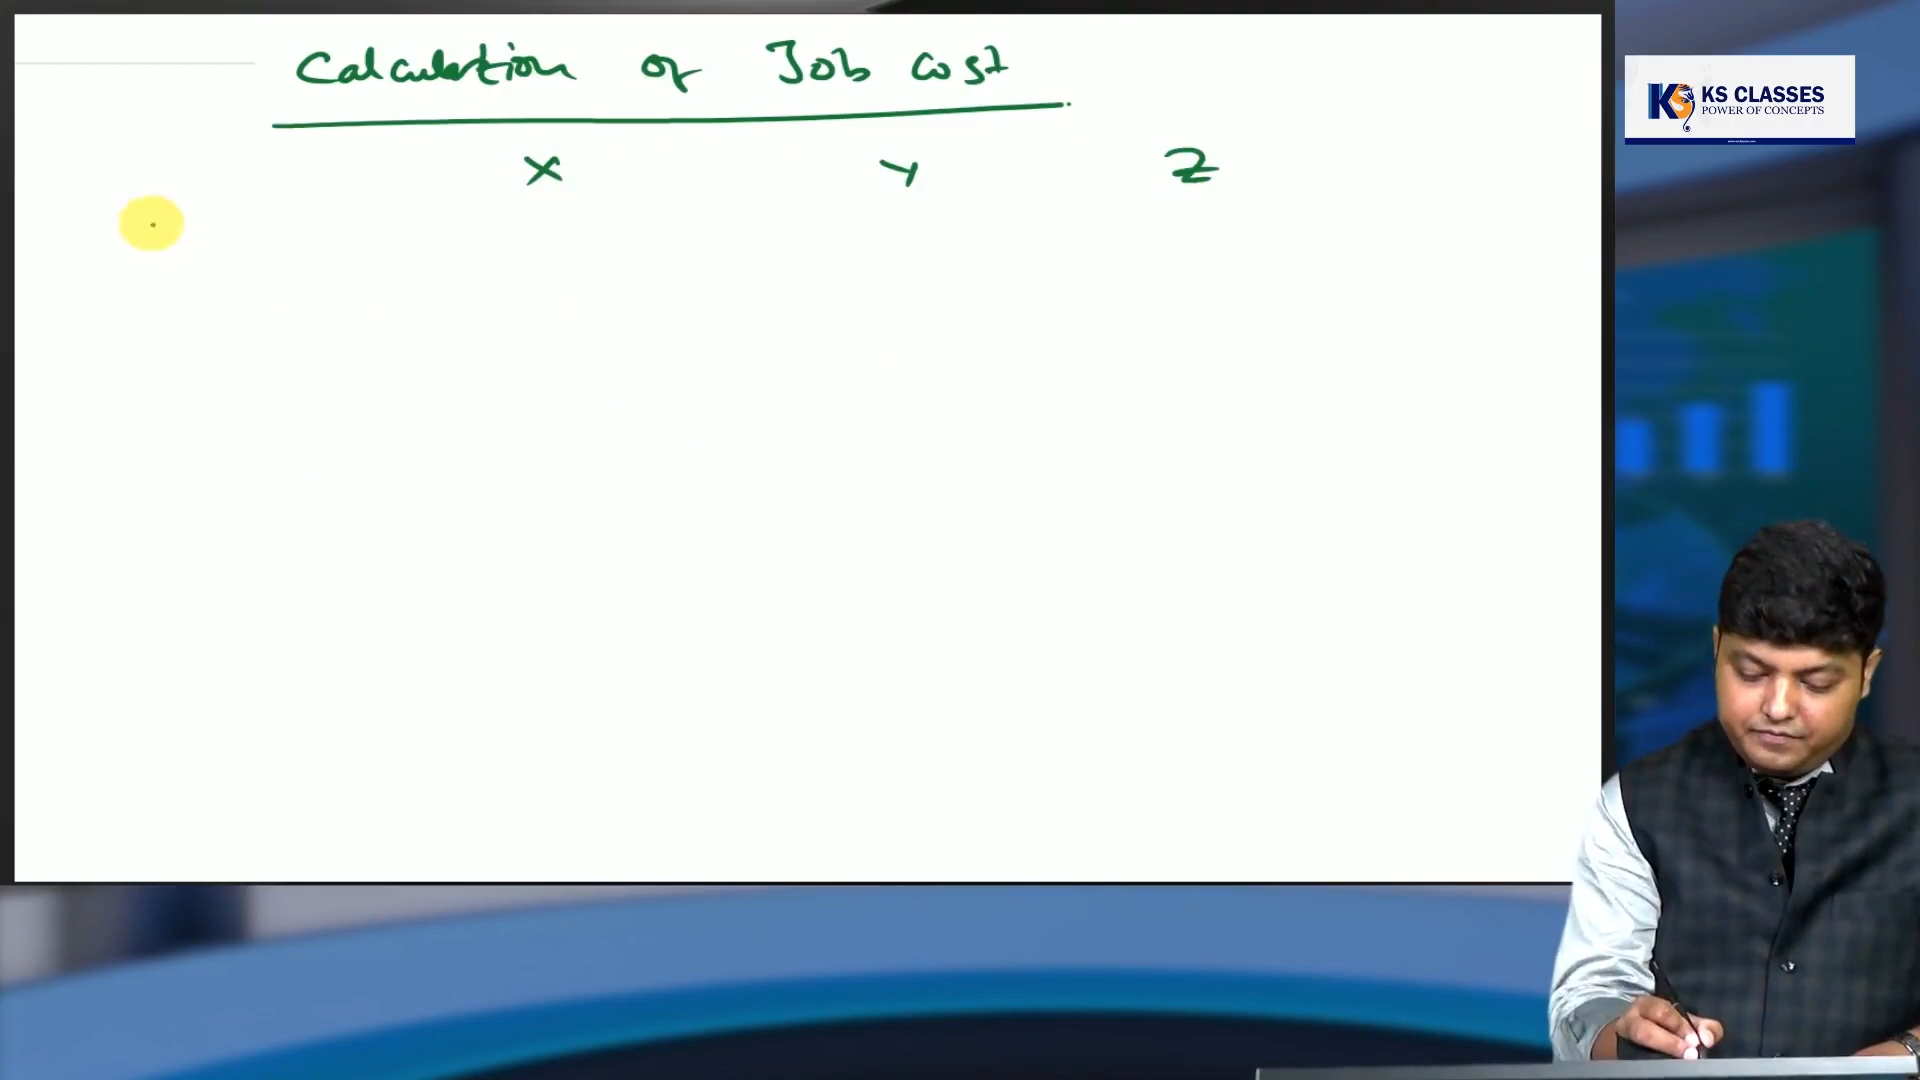 Calculation of Job cost
X Y Z
KS CLASSES
POWER OF CONCEPTS